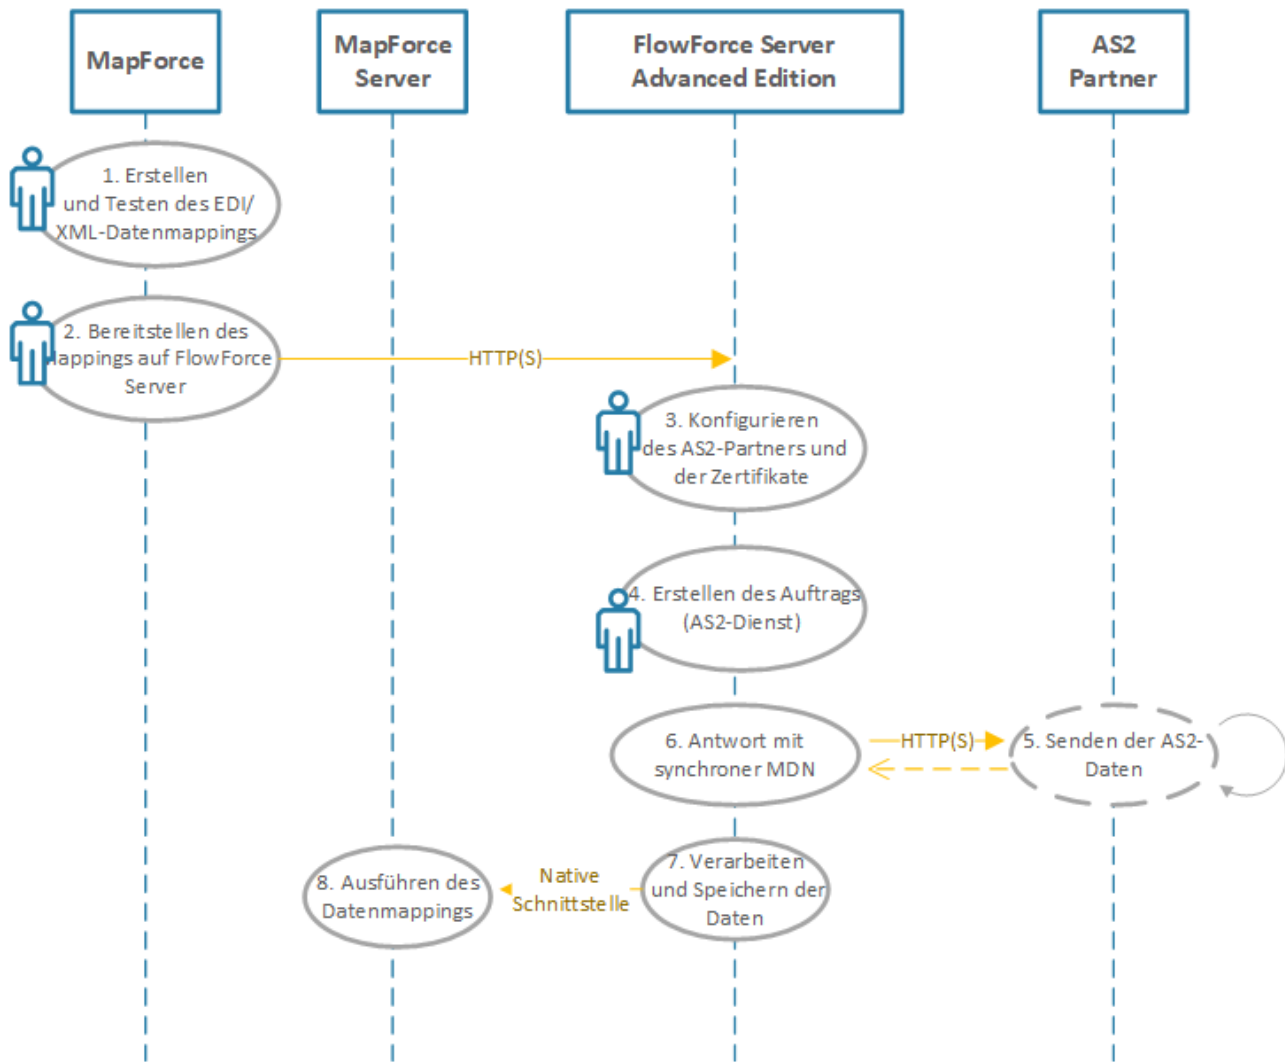 MapForce
MapForce
Server
FlowForce Server
Advanced Edition
AS2
Partner
1. Erstellen
und Testen des EDI/
XML-Datenmappings
2. Bereitstellen des
appings auf FlowForce
Server
HTTP(S)
3. Konfigurieren
des AS2-Partners und
der Zertifikate
4. Erstellen des Auftrags
(AS2-Dienst)
6. Antwort mit
synchroner MDN
HTTP(S)
5. Senden der AS2-
Daten
7. Verarbeiten
und Speichern der
Daten
Native
Schnittstelle
8. Ausführen des
Datenmappings